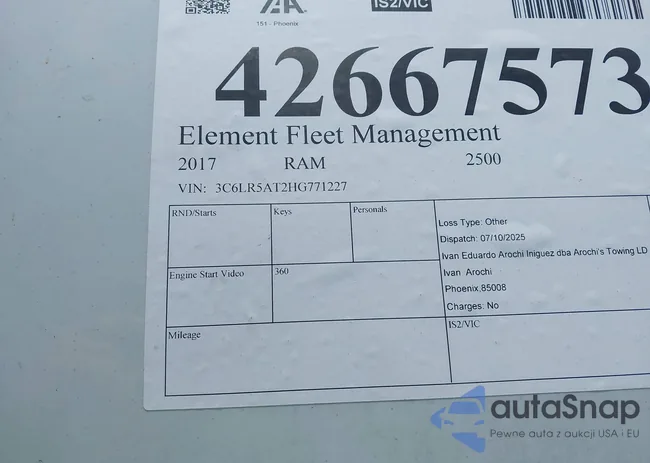 IAA
IS2/VIC
151 - Phoenix
42667573
Element Fleet Management
2017 RAM 2500
VIN: 3C6LR5AT2HG771227
RND/Starts
Keys
Personals
Engine Start Video
360
Mileage
Loss Type: Other
Dispatch: 07/10/2025
Ivan Eduardo Arochi Iniguez dba Arochi's Towing LD
Ivan Arochi
Phoenix,85008
Charges: No
IS2/VIC
autaSnap
Pewne auta z aukcji USA i EU